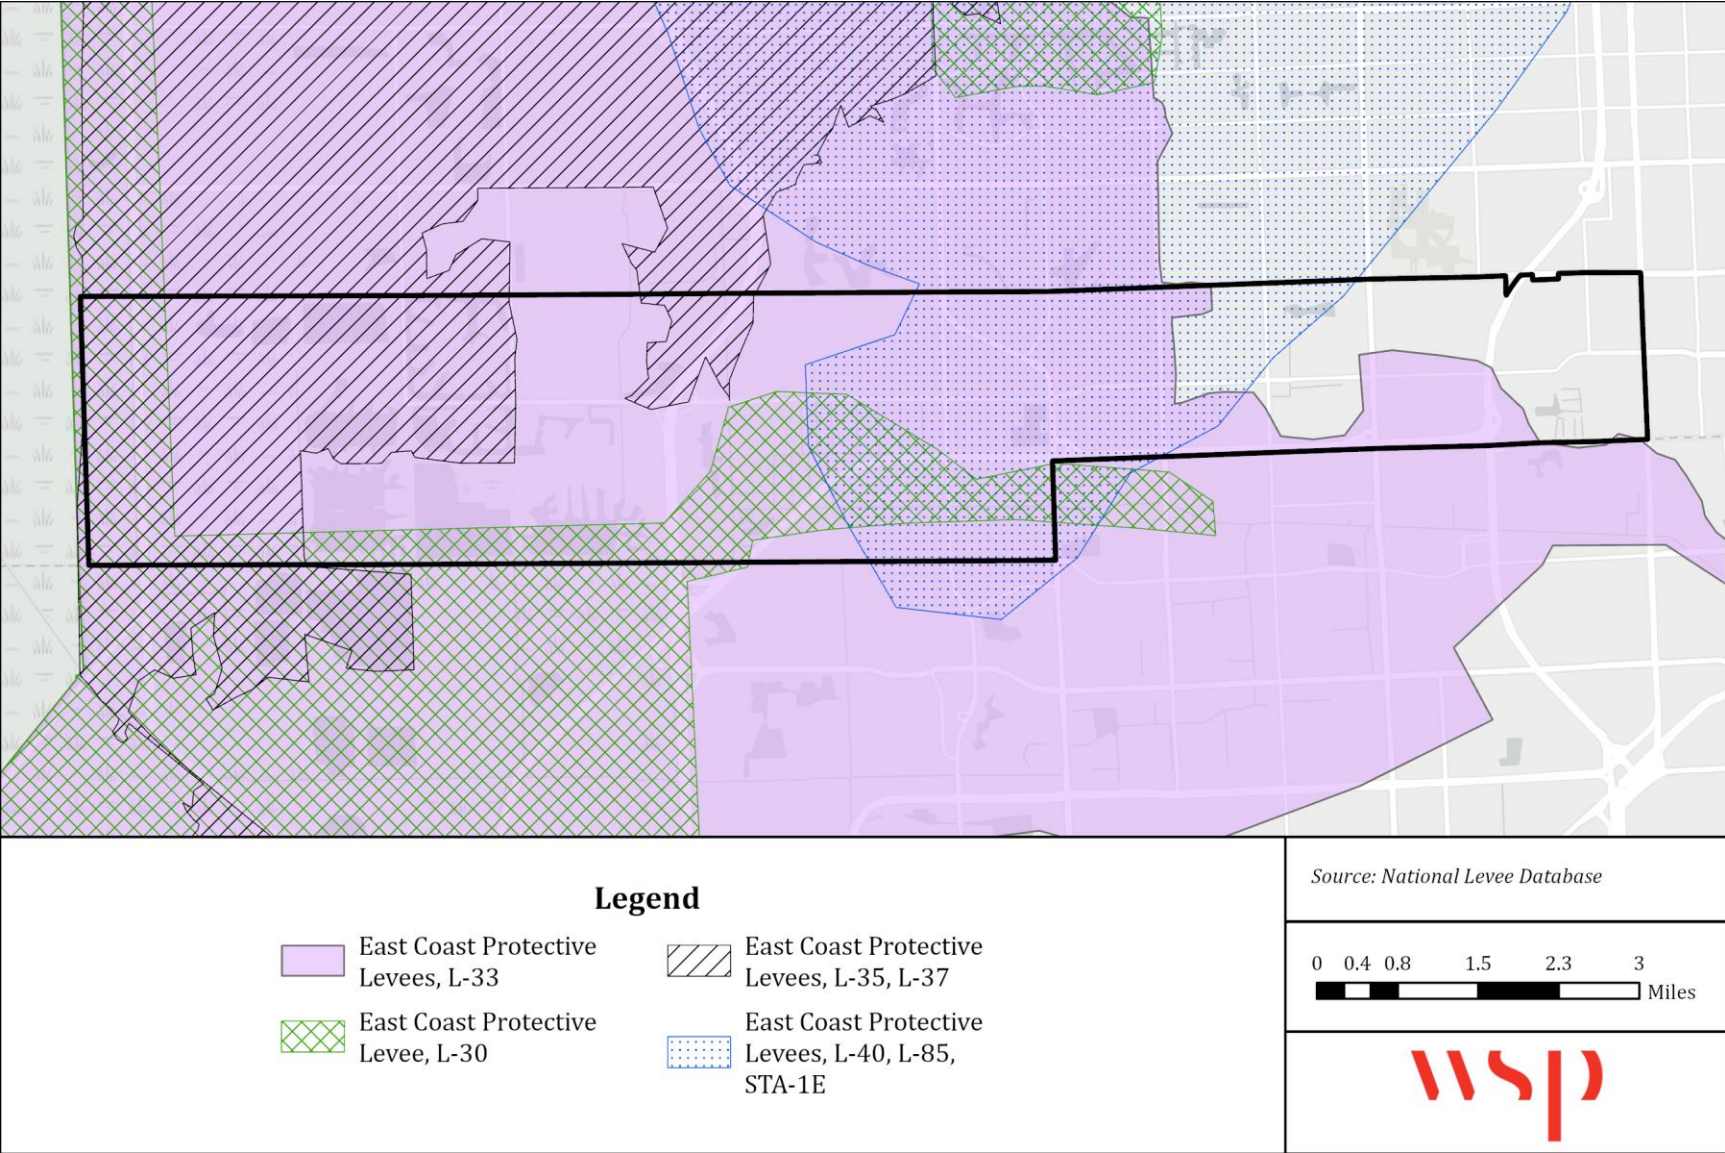 Legend
East Coast Protective
Levees, L-33
East Coast Protective
Levee, L-30
East Coast Protective
Levees, L-35, L-37
East Coast Protective
Levees, L-40, L-85,
STA-1E
Source: National Levee Database
0 0.4 0.8 1.5 2.3 3
Miles
wsp